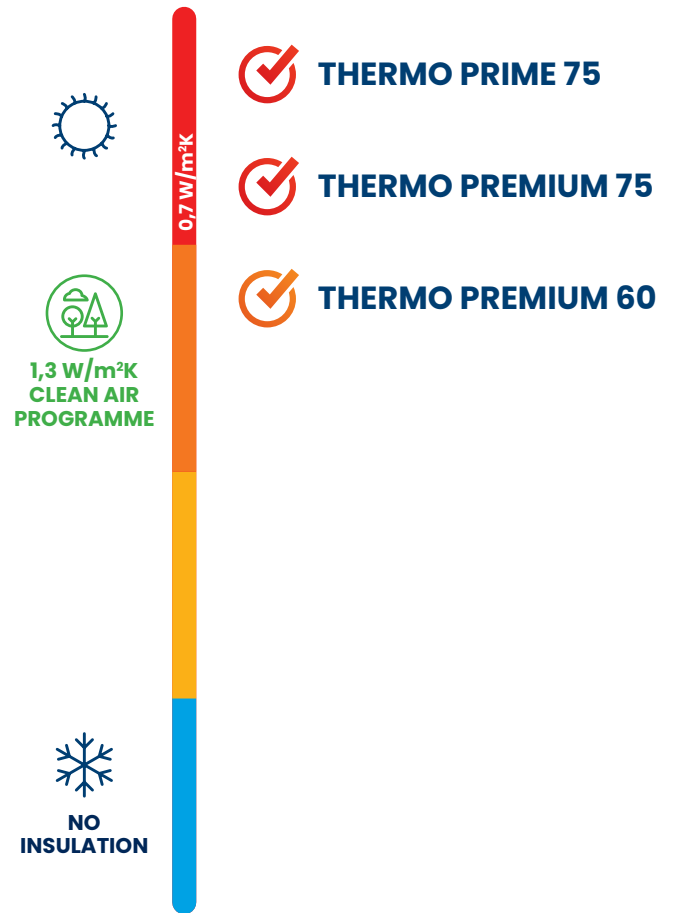 THERMO PRIME 75
0,7 W/m²K
THERMO PREMIUM 75
THERMO PREMIUM 60
1,3 W/m²K
CLEAN AIR
PROGRAMME
NO
INSULATION